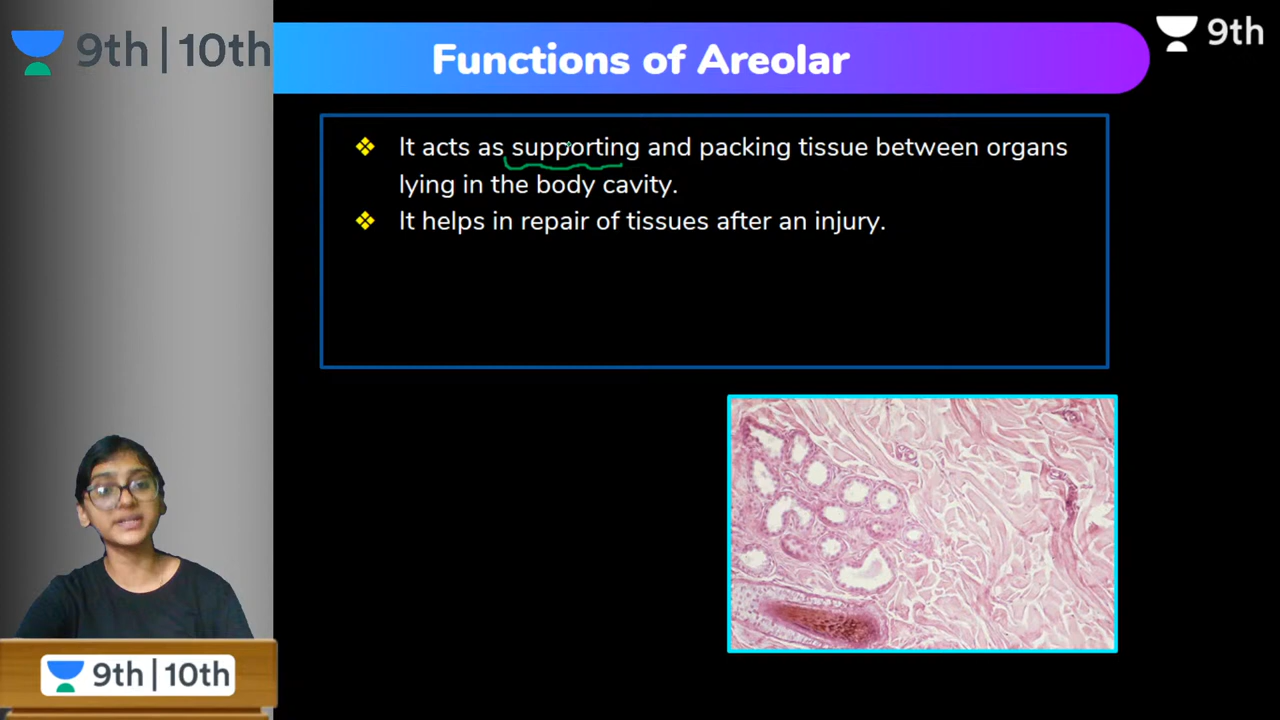 9th | 10th
Functions of Areolar
9th
It acts as supporting and packing tissue between organs
lying in the body cavity.
It helps in repair of tissues after an injury.
9th | 10th